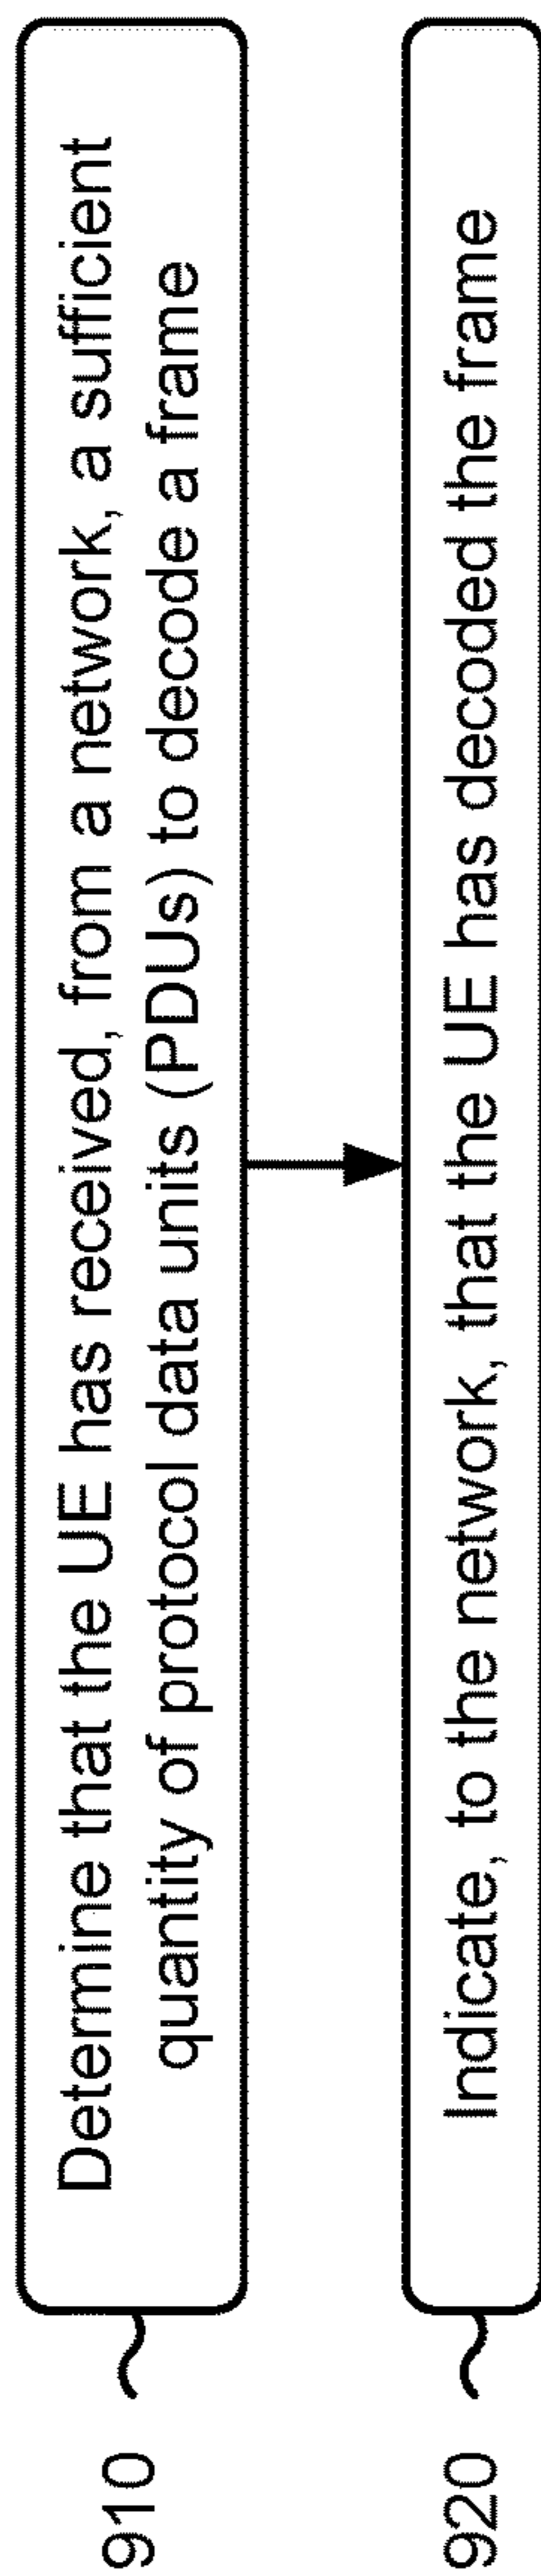 910
Determine that the UE has received, from a network, a sufficient
quantity of protocol data units (PDUs) to decode a frame
920
Indicate, to the network, that the UE has decoded the frame